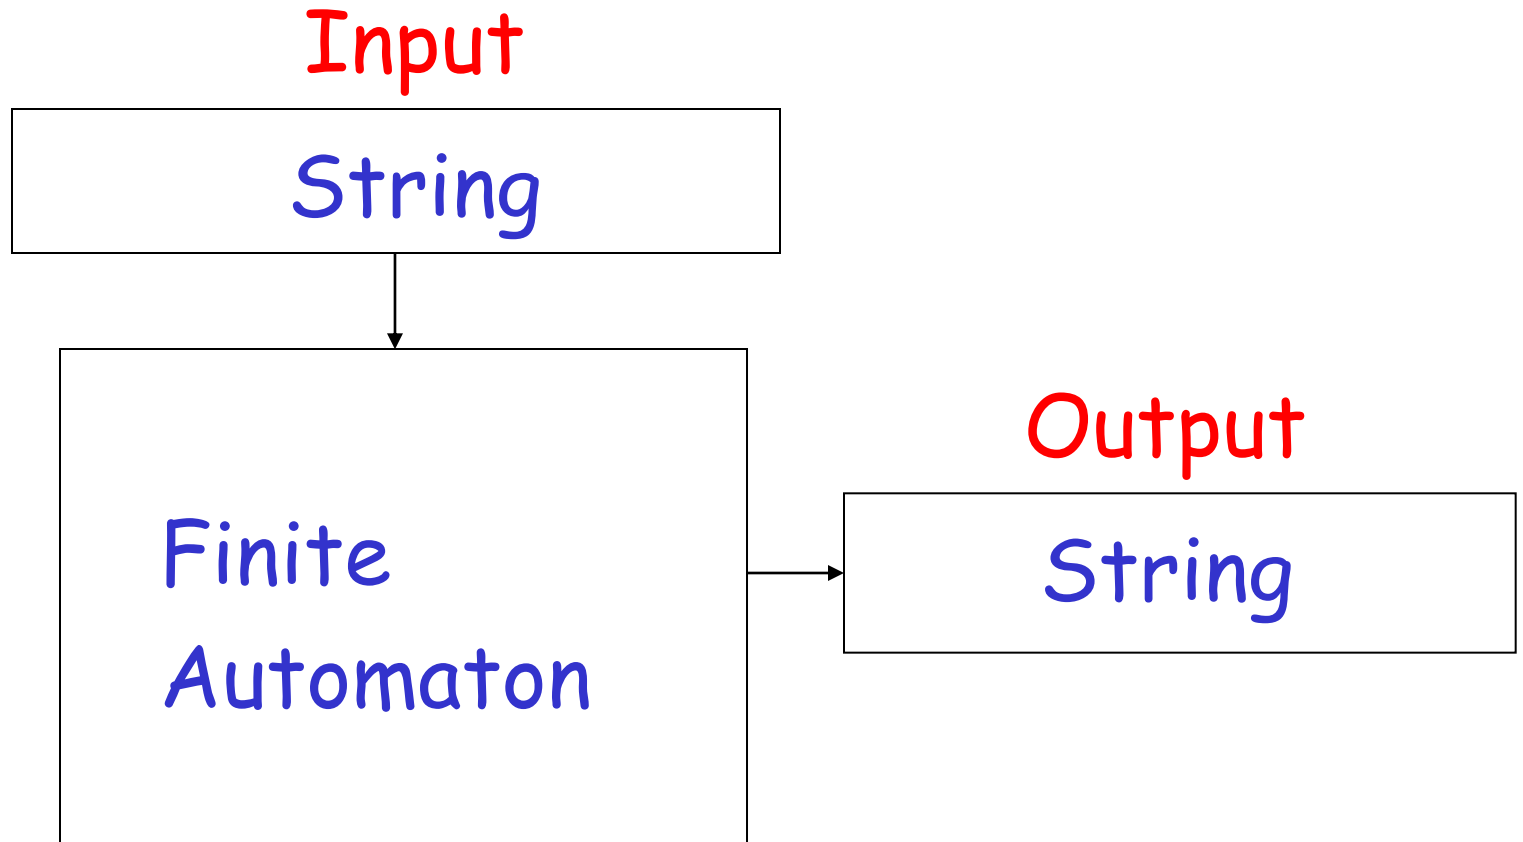 Input
String
Output
String
Finite
Automaton